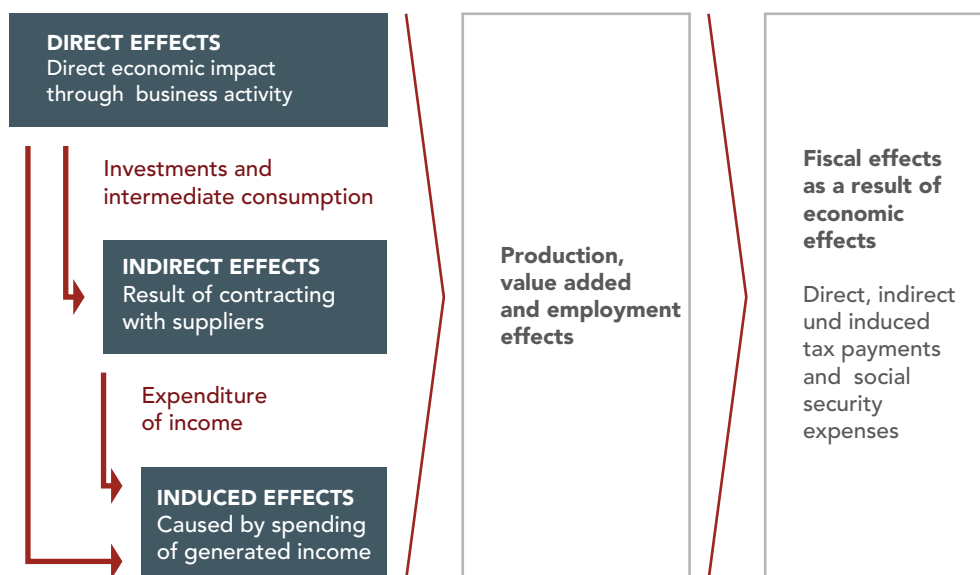 DIRECT EFFECTS
Direct economic impact
through business activity
Investments and
intermediate consumption
INDIRECT EFFECTS
Result of contracting
with suppliers
Expenditure
of income
INDUCED EFFECTS
Caused by spending
of generated income
Production,
value added
and employment
effects
Fiscal effects
as a result of
economic
effects
Direct, indirect
und induced
tax payments
and social
security
expenses